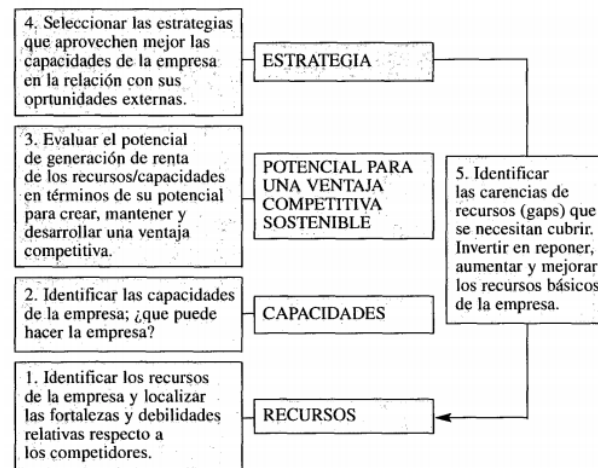 4. Seleccionar las estrategias
que aprovechen mejor las
capacidades de la empresa
en la relación con sus
oprtunidades externas.
ESTRATEGIA
3. Evaluar el potencial
de generación de renta
de los recursos/capacidades
en términos de su potencial
para crear, mantener y
desarrollar una ventaja
competitiva.
POTENCIAL PARA
UNA VENTAJA
COMPETITIVA
SOSTENIBLE
5. Identificar
las carencias de
recursos (gaps) que
se necesitan cubrir.
Invertir en reponer,
aumentar y mejorar
los recursos básicos
de la empresa.
2. Identificar las capacidades
de la empresa; ¿que puede
hacer la empresa?
CAPACIDADES
1. Identificar los recursos
de la empresa y localizar
las fortalezas y debilidades
relativas respecto a
los competidores.
RECURSOS